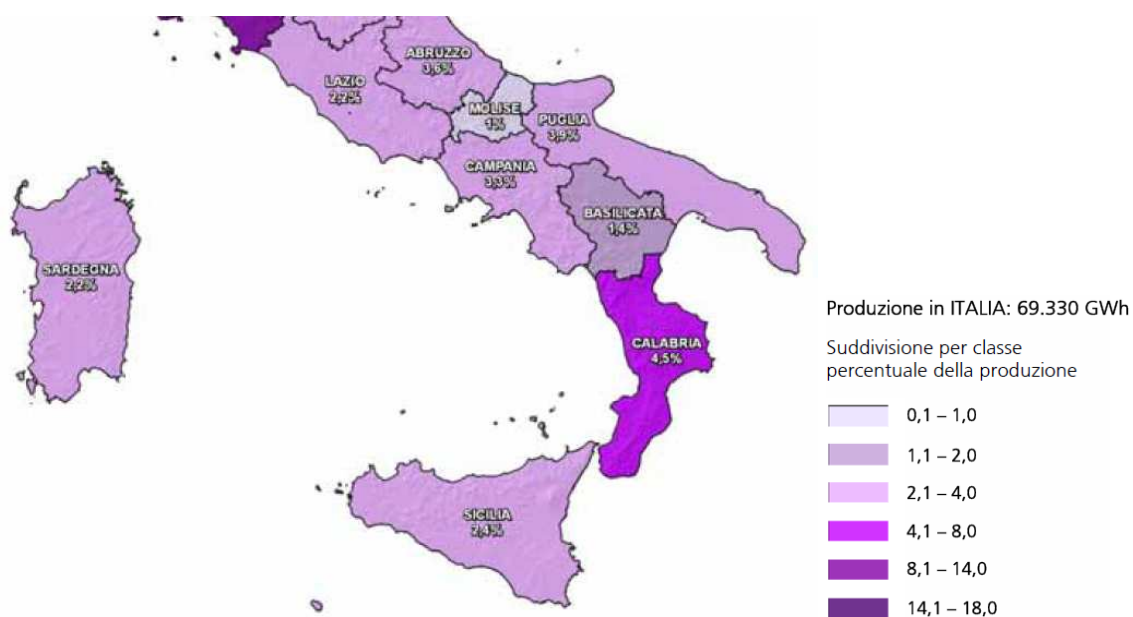 ABRUZZO
3,6%
LAZIO
2,2%
MOLISE
1%
PUGLIA
3,9%
CAMPANIA
3,3%
BASILICATA
1,4%
SARDEGNA
2,2%
CALABRIA
4,5%
SICILIA
2,4%
Produzione in ITALIA: 69.330 GWh
Suddivisione per classe
percentuale della produzione
0,1 – 1,0
1,1 – 2,0
2,1 – 4,0
4,1 – 8,0
8,1 – 14,0
14,1 – 18,0